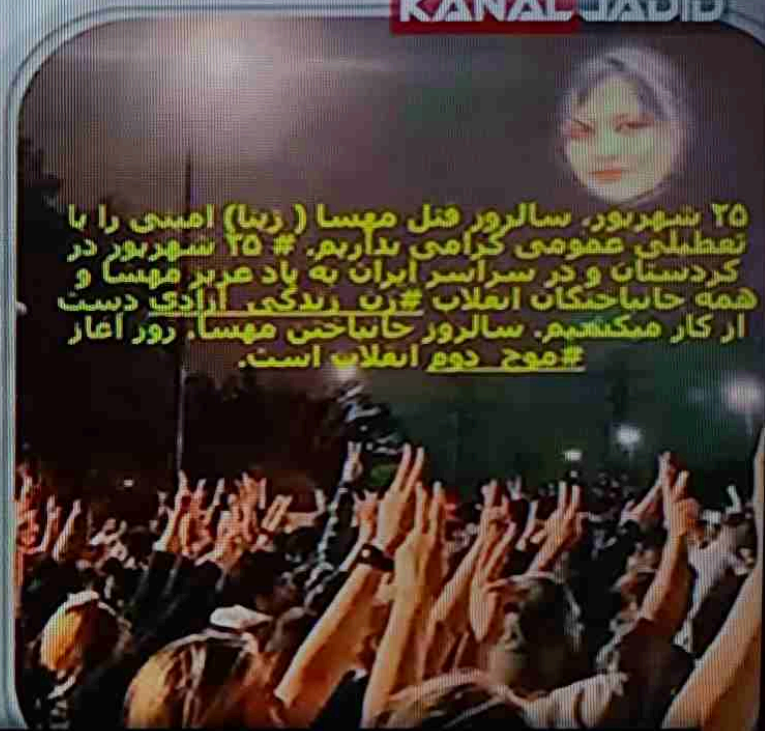 KANAL JADID
۲۵ شهریور، سالروز قتل مهسا ( ژینا) امینی را با
تعطیلی عمومی گرامی بداریم. # ۲۵ شهریور در
کردستان و در سراسر ایران به یاد عزیز مهسا و
همه جانباختگان انقلاب #زن_زندگی_آزادی دست
از کار میکشیم. سالروز جانباختن مهسا، روز آغاز
#موج_دوم انقلاب است.